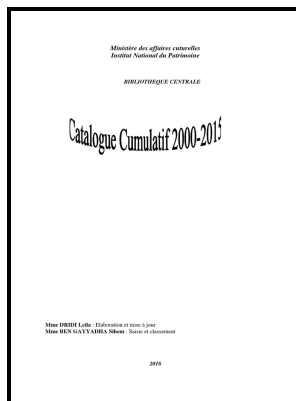 Ministère des affaires cuturelles
Institut National du Patrimoine
BIBLIOTHEQUE CENTRALE
Catalogue Cumulatif 2000-2015
Mme DRIDI Leila : Elaboration et mise à jour
Mme BEN GAYYADHA Sihem : Saisie et classement
2016